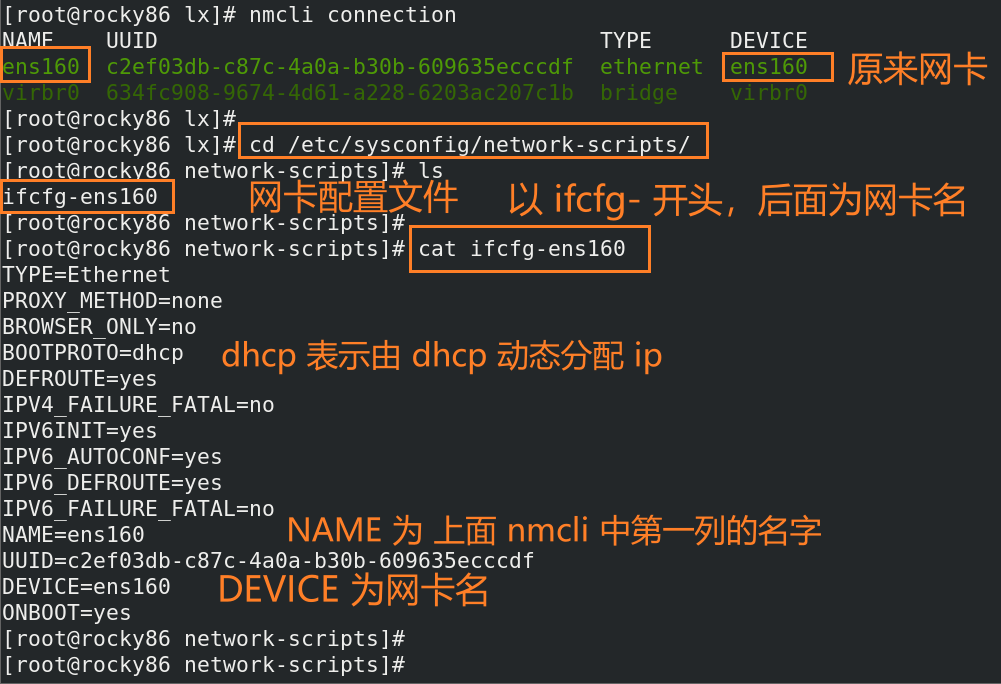 [root@rocky86 lx]# nmcli connection
NAME UUID TYPE DEVICE
ens160 c2ef03db-c87c-4a0a-b30b-609635ecccdf ethernet ens160 原来网卡
virbr0 634fc908-9674-4d61-a228-6203ac207c1b bridge virbr0
[root@rocky86 lx]#
[root@rocky86 lx]# cd /etc/sysconfig/network-scripts/
[root@rocky86 network-scripts]# ls
ifcfg-ens160 网卡配置文件 以 ifcfg- 开头，后面为网卡名
[root@rocky86 network-scripts]#
[root@rocky86 network-scripts]# cat ifcfg-ens160
TYPE=Ethernet
PROXY_METHOD=none
BROWSER_ONLY=no
BOOTPROTO=dhcp dhcp 表示由 dhcp 动态分配 ip
DEFROUTE=yes
IPV4_FAILURE_FATAL=no
IPV6INIT=yes
IPV6_AUTOCONF=yes
IPV6_DEFROUTE=yes
IPV6_FAILURE_FATAL=no
NAME=ens160 NAME 为 上面 nmcli 中第一列的名字
UUID=c2ef03db-c87c-4a0a-b30b-609635ecccdf
DEVICE=ens160 DEVICE 为网卡名
ONBOOT=yes
[root@rocky86 network-scripts]#
[root@rocky86 network-scripts]#